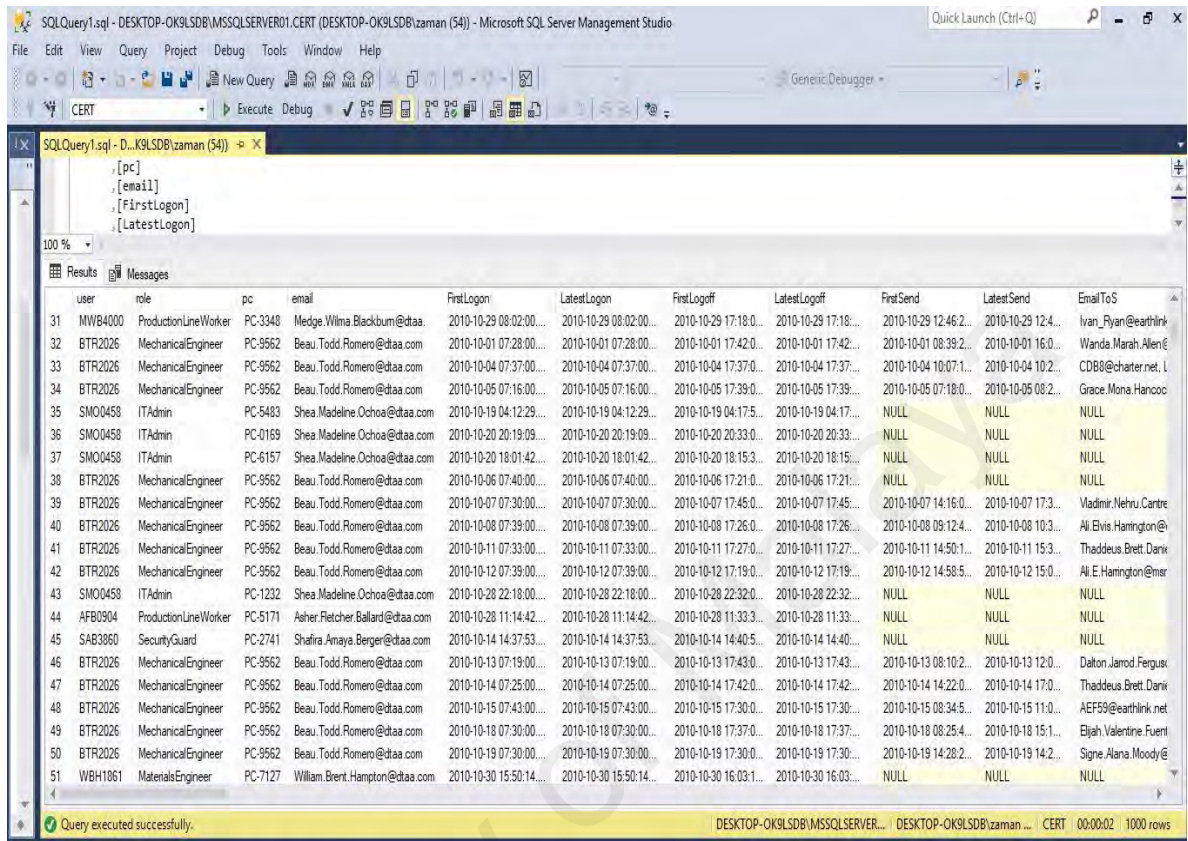 SQLQuery1.sql - DESKTOP-OK9LSDB\MSSQLSERVER01.CERT (DESKTOP-OK9LSDB\zaman (54)) - Microsoft SQL Server Management Studio
Quick Launch (Ctrl+Q)
File Edit View Query Project Debug Tools Window Help
New Query Generic Debugger
CERT Execute Debug
SQLQuery1.sql - D...K9LSDB\zaman (54))
,[pc]
,[email]
,[FirstLogon]
,[LatestLogon]
100 %
Results Messages
user role pc email FirstLogon LatestLogon FirstLogoff LatestLogoff FirstSend LatestSend EmailToS
31 MWB4000 ProductionLineWorker PC-3348 Medge.Wilma.Blackburn@dtaa. 2010-10-29 08:02:00.... 2010-10-29 08:02:00... 2010-10-29 17:18:0... 2010-10-29 17:18:... 2010-10-29 12:46:2... 2010-10-29 12:4... Ivan_Ryan@earthlink
32 BTR2026 MechanicalEngineer PC-9562 Beau.Todd.Romero@dtaa.com 2010-10-01 07:28:00.... 2010-10-01 07:28:00... 2010-10-01 17:42:0... 2010-10-01 17:42:... 2010-10-01 08:39:2... 2010-10-01 16:0... Wanda.Marah.Allen@
33 BTR2026 MechanicalEngineer PC-9562 Beau.Todd.Romero@dtaa.com 2010-10-04 07:37:00.... 2010-10-04 07:37:00... 2010-10-04 17:37:0... 2010-10-04 17:37:... 2010-10-04 10:07:1... 2010-10-04 10:2... CDB8@charter.net, L
34 BTR2026 MechanicalEngineer PC-9562 Beau.Todd.Romero@dtaa.com 2010-10-05 07:16:00.... 2010-10-05 07:16:00... 2010-10-05 17:39:0... 2010-10-05 17:39:... 2010-10-05 07:18:0... 2010-10-05 08:2... Grace.Mona.Hancoc
35 SMO0458 ITAdmin PC-5483 Shea.Madeline.Ochoa@dtaa.com 2010-10-19 04:12:29.... 2010-10-19 04:12:29... 2010-10-19 04:17:5... 2010-10-19 04:17:... NULL NULL NULL
36 SMO0458 ITAdmin PC-0169 Shea.Madeline.Ochoa@dtaa.com 2010-10-20 20:19:09.... 2010-10-20 20:19:09... 2010-10-20 20:33:0... 2010-10-20 20:33:... NULL NULL NULL
37 SMO0458 ITAdmin PC-6157 Shea.Madeline.Ochoa@dtaa.com 2010-10-20 18:01:42.... 2010-10-20 18:01:42... 2010-10-20 18:15:3... 2010-10-20 18:15:... NULL NULL NULL
38 BTR2026 MechanicalEngineer PC-9562 Beau.Todd.Romero@dtaa.com 2010-10-06 07:40:00.... 2010-10-06 07:40:00... 2010-10-06 17:21:0... 2010-10-06 17:21:... NULL NULL NULL
39 BTR2026 MechanicalEngineer PC-9562 Beau.Todd.Romero@dtaa.com 2010-10-07 07:30:00.... 2010-10-07 07:30:00... 2010-10-07 17:45:0... 2010-10-07 17:45:... 2010-10-07 14:16:0... 2010-10-07 17:3... Vladimir.Nehru.Cantre
40 BTR2026 MechanicalEngineer PC-9562 Beau.Todd.Romero@dtaa.com 2010-10-08 07:39:00.... 2010-10-08 07:39:00... 2010-10-08 17:26:0... 2010-10-08 17:26:... 2010-10-08 09:12:4... 2010-10-08 10:3... Ali.Elvis.Harrington@
41 BTR2026 MechanicalEngineer PC-9562 Beau.Todd.Romero@dtaa.com 2010-10-11 07:33:00.... 2010-10-11 07:33:00... 2010-10-11 17:27:0... 2010-10-11 17:27:... 2010-10-11 14:50:1... 2010-10-11 15:3... Thaddeus.Brett.Danie
42 BTR2026 MechanicalEngineer PC-9562 Beau.Todd.Romero@dtaa.com 2010-10-12 07:39:00.... 2010-10-12 07:39:00... 2010-10-12 17:19:0... 2010-10-12 17:19:... 2010-10-12 14:58:5... 2010-10-12 15:0... Ali.E.Harrington@msr
43 SMO0458 ITAdmin PC-1232 Shea.Madeline.Ochoa@dtaa.com 2010-10-28 22:18:00.... 2010-10-28 22:18:00... 2010-10-28 22:32:0... 2010-10-28 22:32:... NULL NULL NULL
44 AFB0904 ProductionLineWorker PC-5171 Asher.Fletcher.Ballard@dtaa.com 2010-10-28 11:14:42.... 2010-10-28 11:14:42... 2010-10-28 11:33:3... 2010-10-28 11:33:... NULL NULL NULL
45 SAB3860 SecurityGuard PC-2741 Shafira.Amaya.Berger@dtaa.com 2010-10-14 14:37:53.... 2010-10-14 14:37:53... 2010-10-14 14:40:5... 2010-10-14 14:40:... NULL NULL NULL
46 BTR2026 MechanicalEngineer PC-9562 Beau.Todd.Romero@dtaa.com 2010-10-13 07:19:00.... 2010-10-13 07:19:00... 2010-10-13 17:43:0... 2010-10-13 17:43:... 2010-10-13 08:10:2... 2010-10-13 12:0... Dalton.Jarrod.Ferguso
47 BTR2026 MechanicalEngineer PC-9562 Beau.Todd.Romero@dtaa.com 2010-10-14 07:25:00.... 2010-10-14 07:25:00... 2010-10-14 17:42:0... 2010-10-14 17:42:... 2010-10-14 14:22:0... 2010-10-14 17:0... Thaddeus.Brett.Danie
48 BTR2026 MechanicalEngineer PC-9562 Beau.Todd.Romero@dtaa.com 2010-10-15 07:43:00.... 2010-10-15 07:43:00... 2010-10-15 17:30:0... 2010-10-15 17:30:... 2010-10-15 08:34:5... 2010-10-15 11:0... AEF59@earthlink.net
49 BTR2026 MechanicalEngineer PC-9562 Beau.Todd.Romero@dtaa.com 2010-10-18 07:30:00.... 2010-10-18 07:30:00... 2010-10-18 17:37:0... 2010-10-18 17:37:... 2010-10-18 08:25:4... 2010-10-18 15:1... Elijah.Valentine.Fuent
50 BTR2026 MechanicalEngineer PC-9562 Beau.Todd.Romero@dtaa.com 2010-10-19 07:30:00.... 2010-10-19 07:30:00... 2010-10-19 17:30:0... 2010-10-19 17:30:... 2010-10-19 14:28:2... 2010-10-19 14:2... Signe.Alana.Moody@
51 WBH1861 MaterialsEngineer PC-7127 William.Brent.Hampton@dtaa.com 2010-10-30 15:50:14.... 2010-10-30 15:50:14... 2010-10-30 16:03:1... 2010-10-30 16:03:... NULL NULL NULL
Query executed successfully. DESKTOP-OK9LSDB\MSSQLSERVER... DESKTOP-OK9LSDB\zaman ... CERT 00:00:02 1000 rows